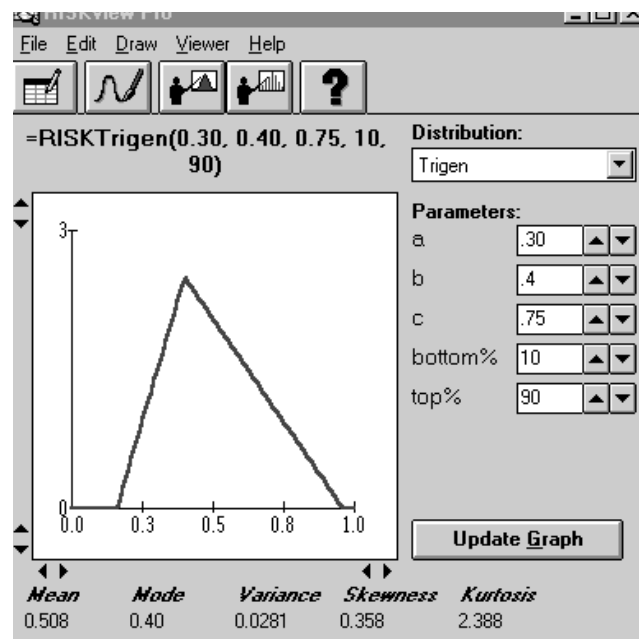 RISKview Pro
File Edit Draw Viewer Help
=RISKTrigen(0.30, 0.40, 0.75, 10,
90)
Distribution:
Trigen
Parameters:
a .30
b .4
c .75
bottom% 10
top% 90
3
0
0.0 0.3 0.5 0.8 1.0
Update Graph
Mean Mode Variance Skewness Kurtosis
0.508 0.40 0.0281 0.358 2.388